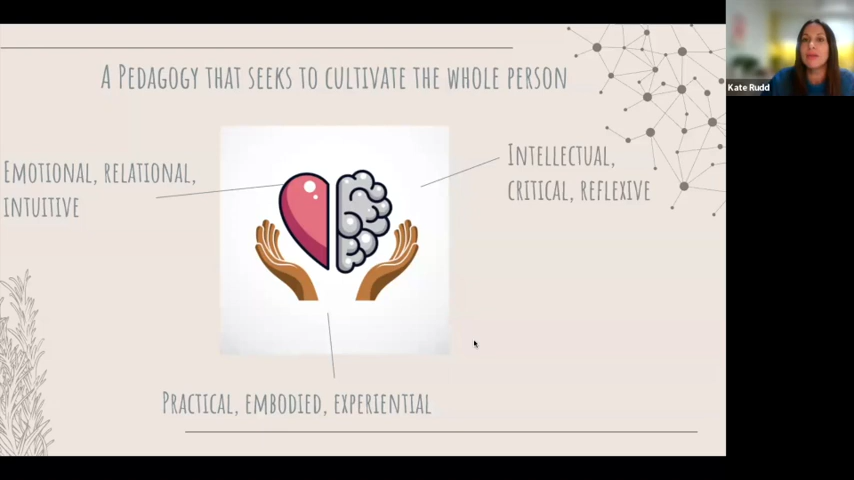 A Pedagogy that seeks to cultivate the whole person
Kate Rudd
Emotional, relational,
intuitive
Intellectual,
critical, reflexive
Practical, embodied, experiential